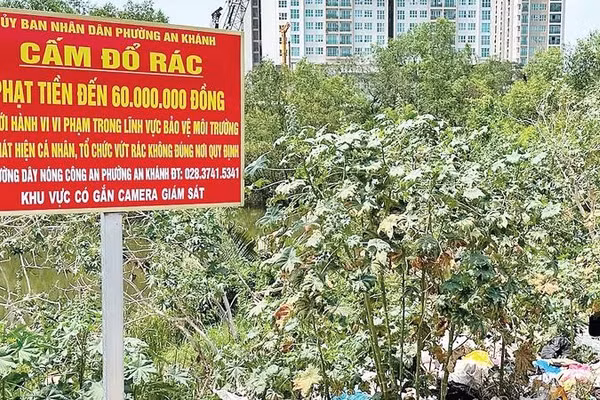 ỦY BAN NHÂN DÂN PHƯỜNG AN KHÁNH
CẤM ĐỔ RÁC
PHẠT TIỀN ĐẾN 60.000.000 ĐỒNG
ỚI HÀNH VI VI PHẠM TRONG LĨNH VỰC BẢO VỆ MÔI TRƯỜNG
HÁT HIỆN CÁ NHÂN, TỔ CHỨC VỨT RÁC KHÔNG ĐÚNG NƠI QUY ĐỊNH
ƯỜNG DÂY NÓNG CÔNG AN PHƯỜNG AN KHÁNH ĐT: 028.3741.5341
KHU VỰC CÓ GẮN CAMERA GIÁM SÁT